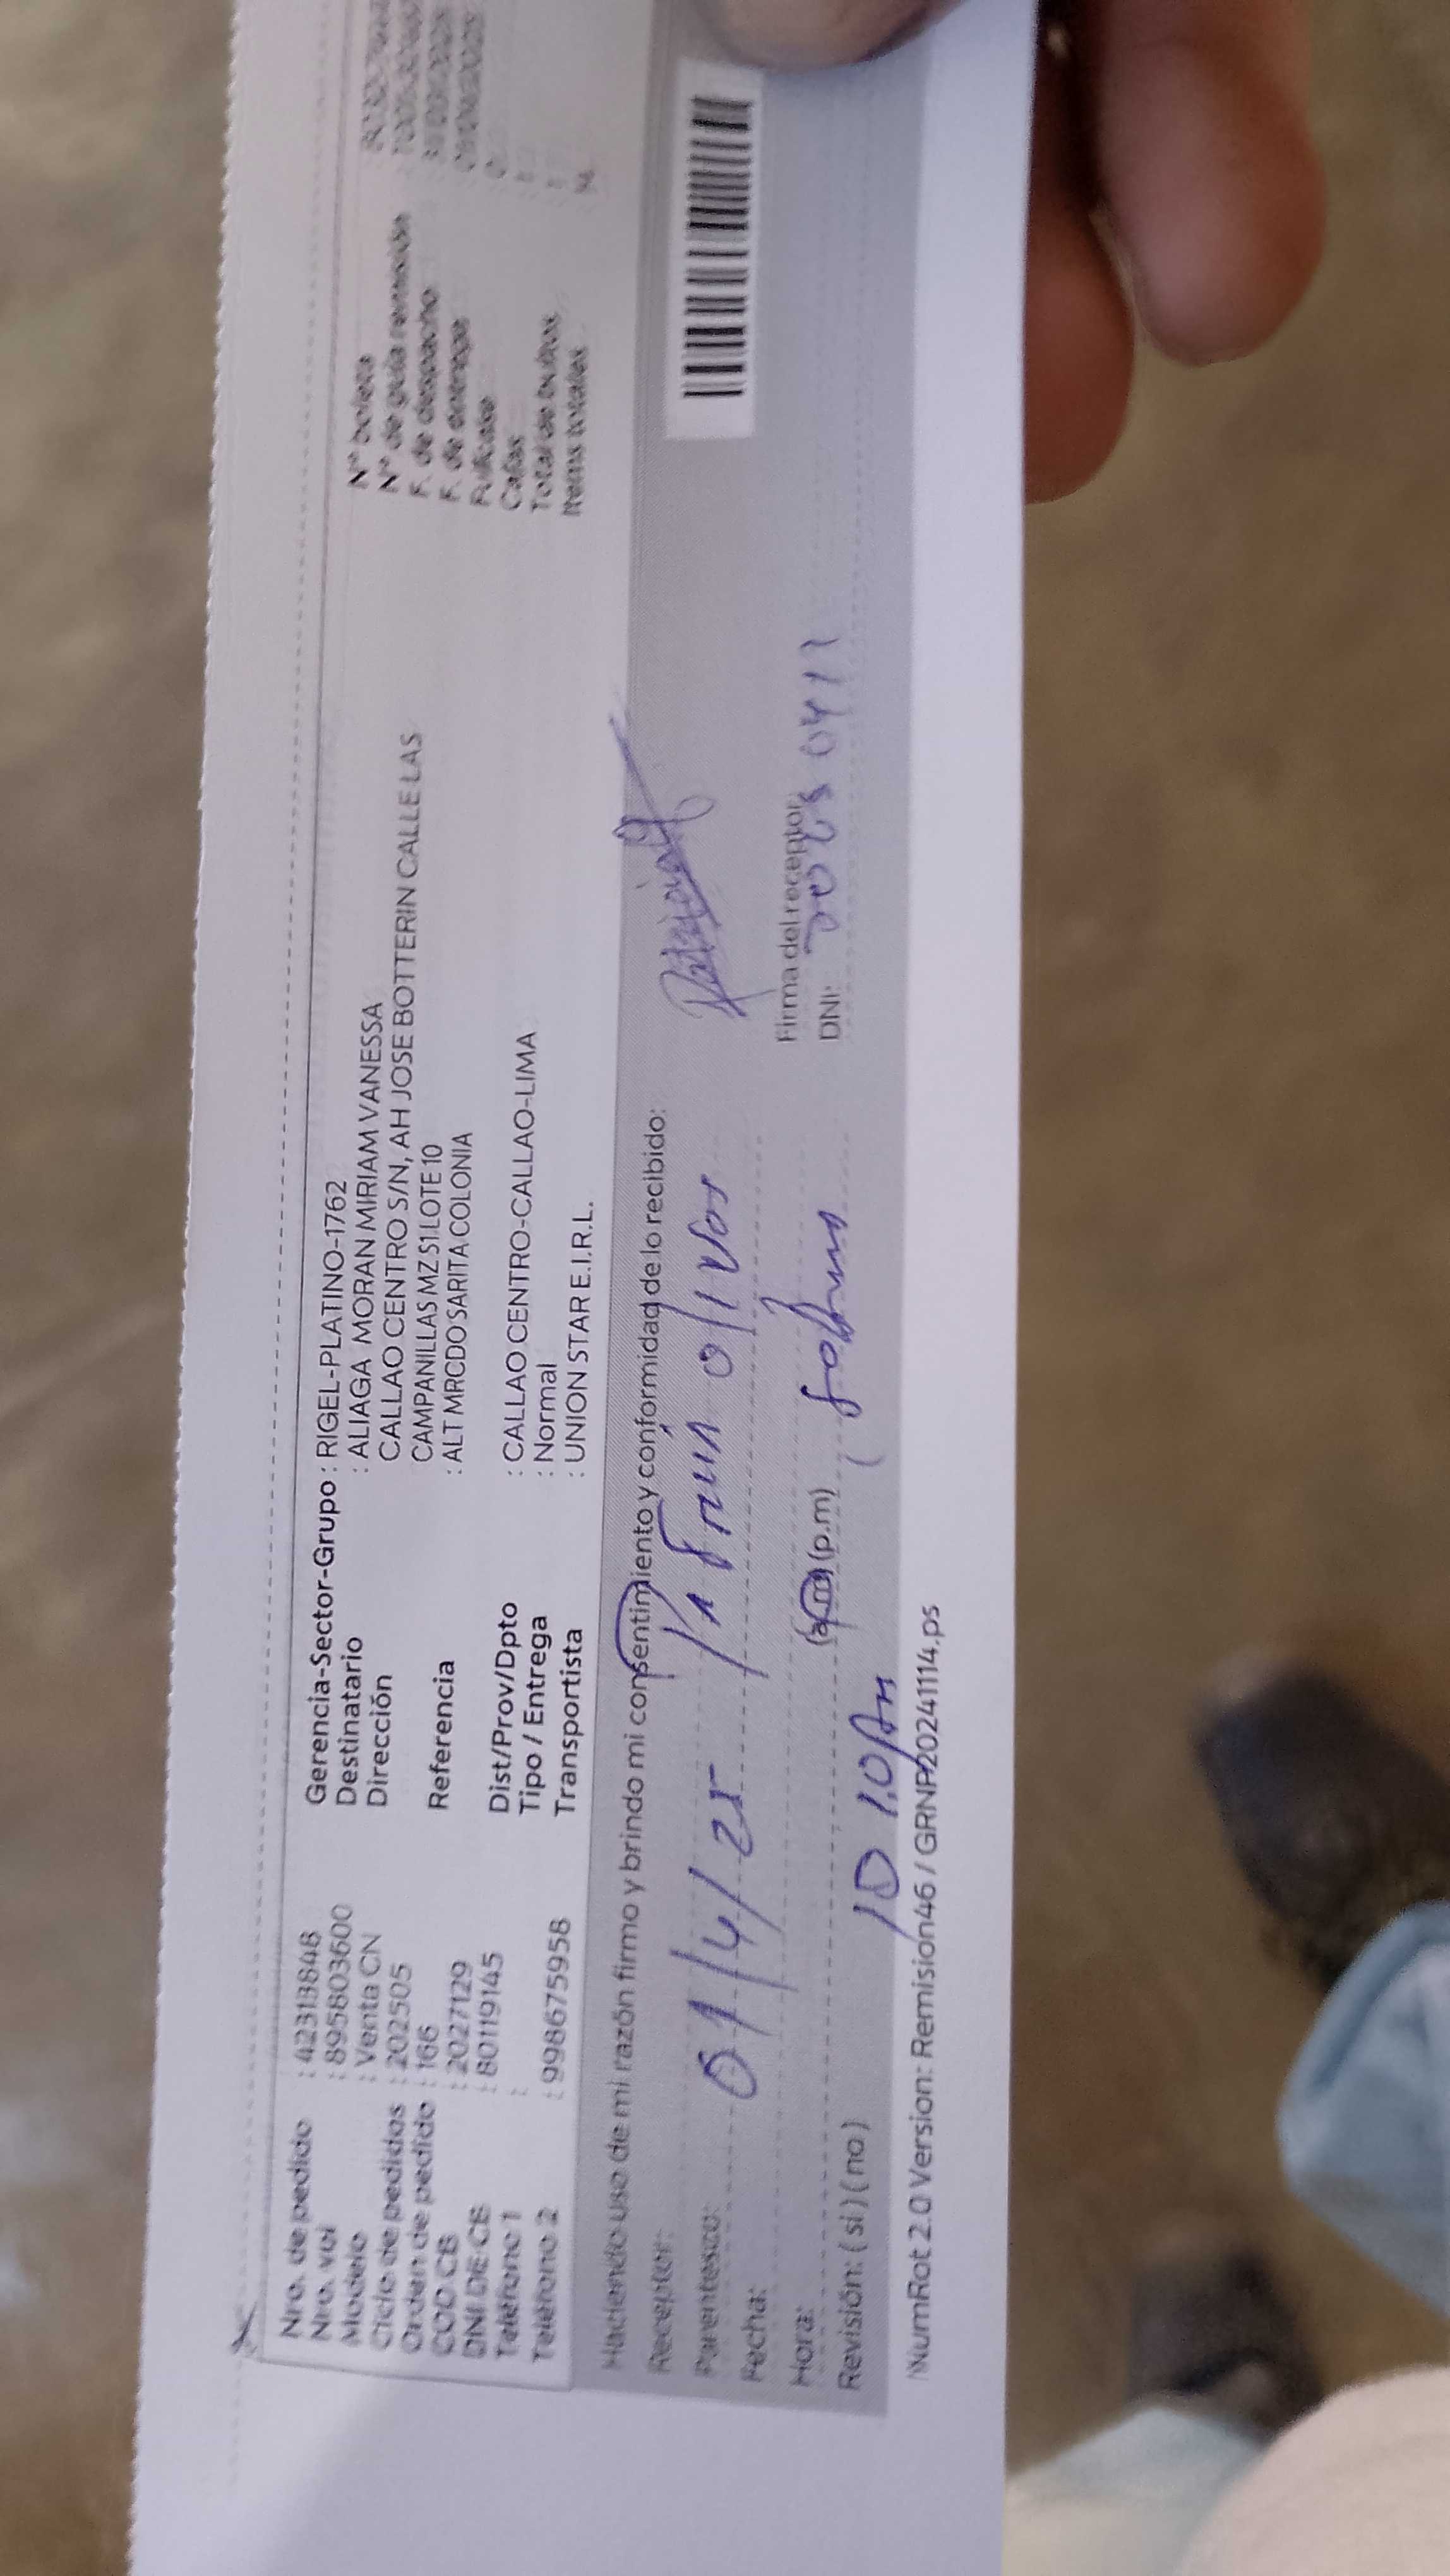 Nro. de pedido : 42313848
Nro. vol : 895803600
Modelo : Venta CN
Ciclo de pedidos : 202505
Orden de pedido : 166
COD CB : 2027129
DNI DE CB : 80119145
Teléfono 1 :
Teléfono 2 : 998675958
Gerencia-Sector-Grupo : RIGEL-PLATINO-1762
Destinatario : ALIAGA MORAN MIRIAM VANESSA
Dirección CALLAO CENTRO S/N, AH JOSE BOTTERIN CALLE LAS
CAMPANILLAS MZ S1 LOTE 10
Referencia : ALT MRCDO SARITA COLONIA
Dist/Prov/Dpto : CALLAO CENTRO-CALLAO-LIMA
Tipo / Entrega : Normal
Transportista : UNION STAR E.I.R.L.
Nº boleta
Nº de guía remisión
F. de despacho
F. de entrega
Fullcase
Cajas
Total de bultos
Items totales
Haciendo uso de mi razón firmo y brindo mi consentimiento y conformidad de lo recibido:
Receptor:
Parentesco:
Fecha: 01/4/25
Hora: (a.m) (p.m)
Revisión: ( si ) ( no )
Firma del receptor
DNI:
NumRot 2.0 Version: Remision46 / GRNP20241114.ps